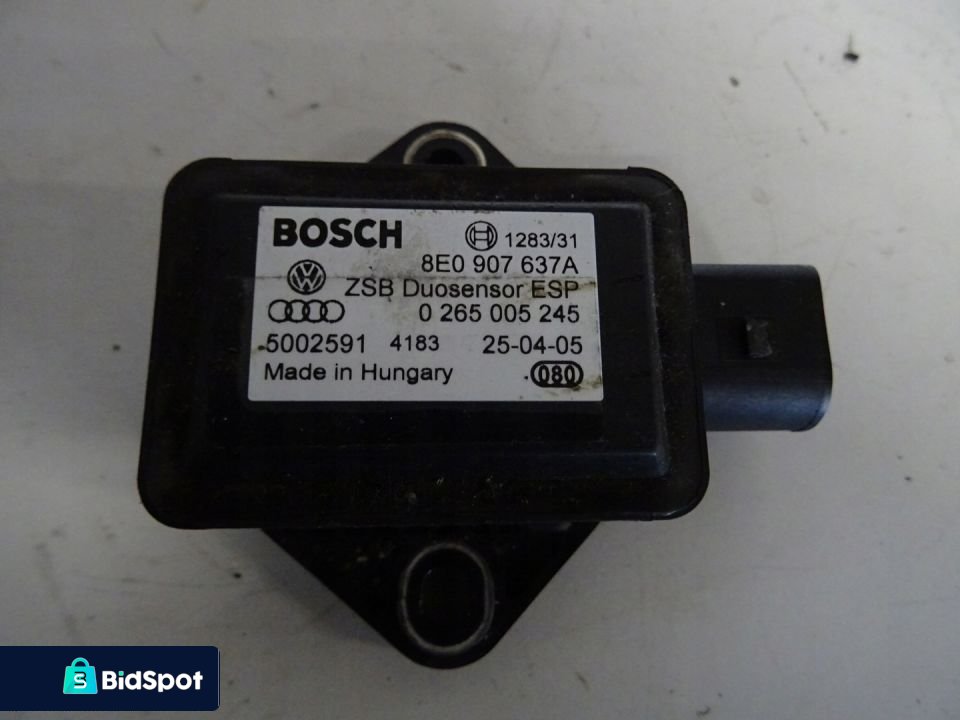 BOSCH 1283/31
8E0 907 637A
ZSB Duosensor ESP
0 265 005 245
5002591 4183 25-04-05
Made in Hungary 080
BidSpot